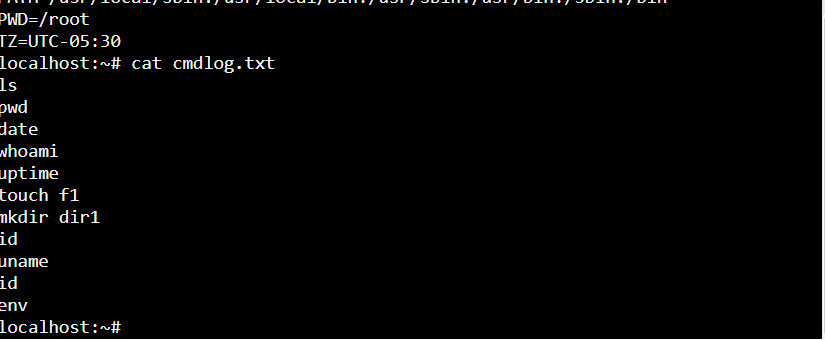 PWD=/root
TZ=UTC-05:30
localhost:~# cat cmdlog.txt
ls
pwd
date
whoami
uptime
touch f1
mkdir dir1
id
uname
id
env
localhost:~#